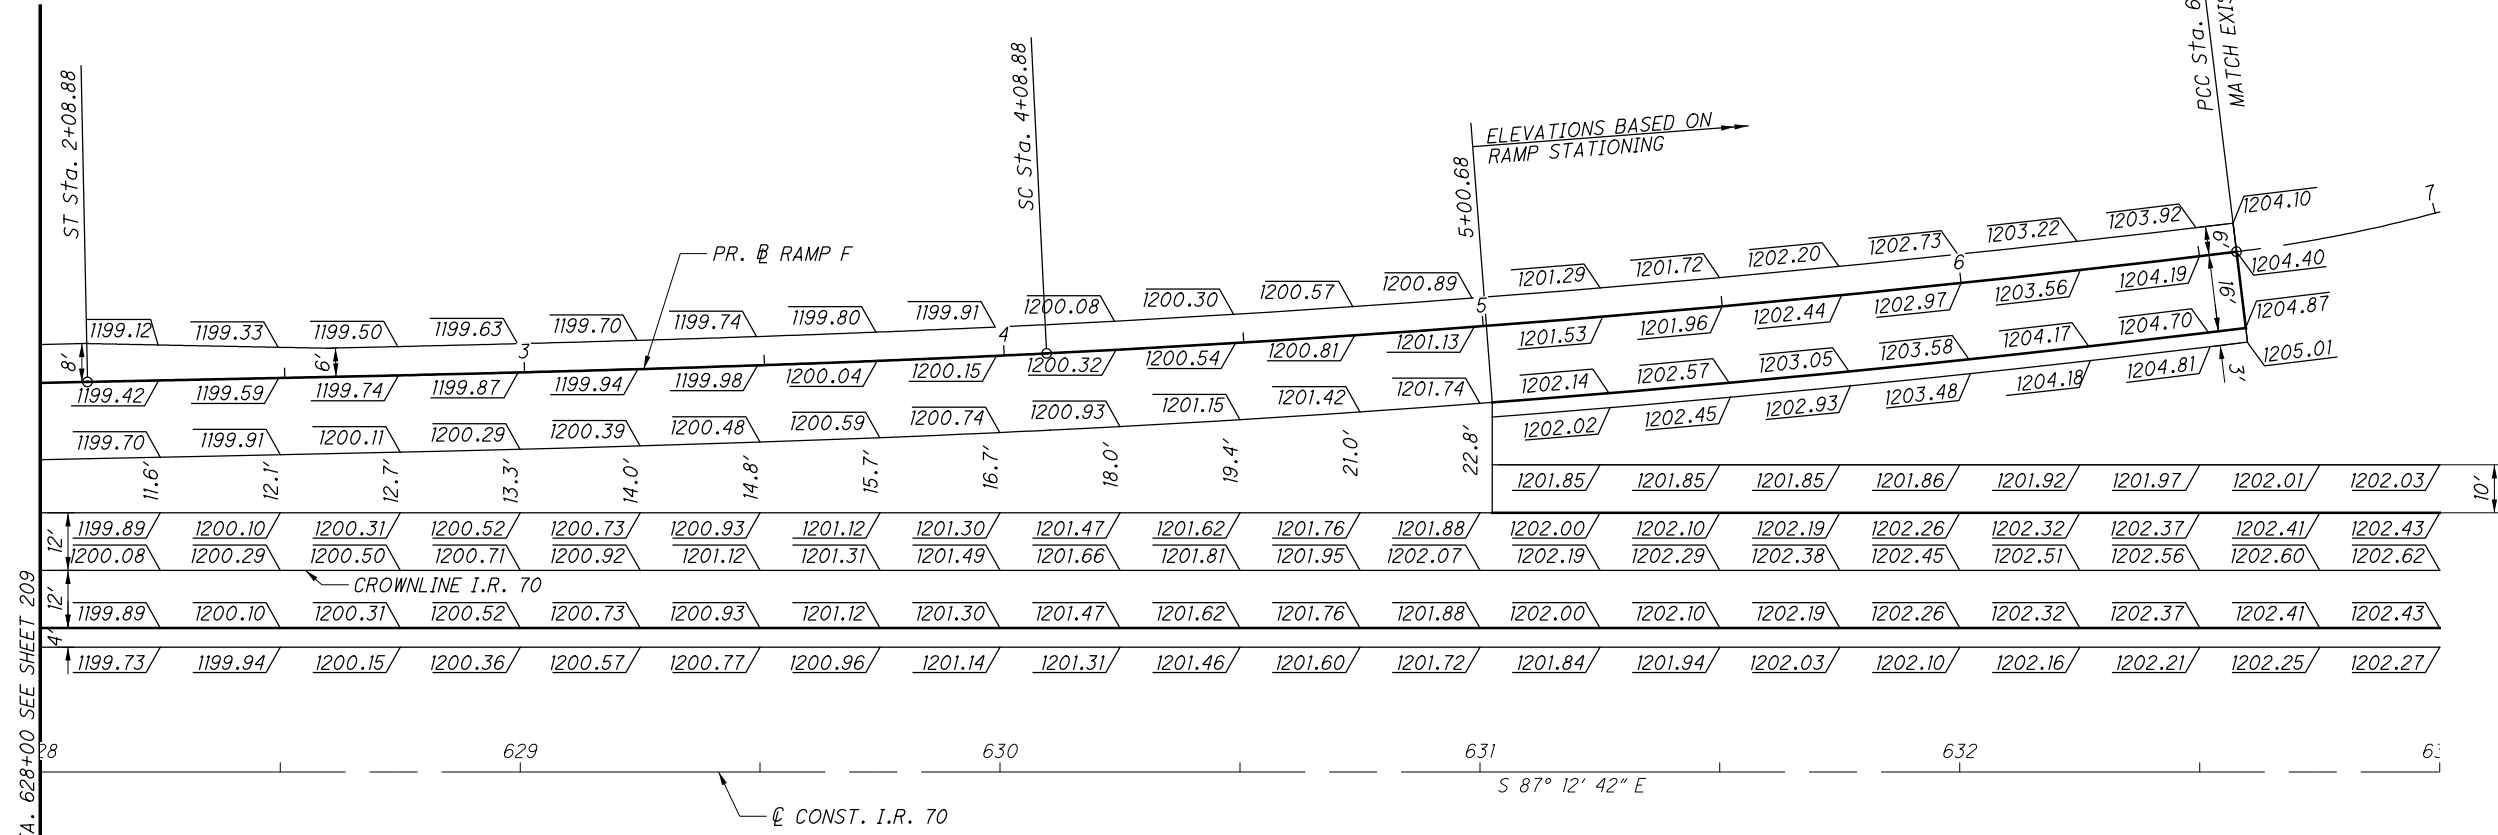 ST Sta. 2+08.88
SC Sta. 4+08.88
5+00.68
PCC Sta. 6
ELEVATIONS BASED ON
RAMP STATIONING
PR. ℄ RAMP F
1204.10
1199.12 1199.33 1199.50 1199.63 1199.70 1199.74 1199.80 1199.91 1200.08 1200.30 1200.57 1200.89 1201.29 1201.72 1202.20 1202.73 1203.22 1203.92
3 4 5 6 7
8' 6' 6' 16' 3'
1204.40
1199.42 1199.59 1199.74 1199.87 1199.94 1199.98 1200.04 1200.15 1200.32 1200.54 1200.81 1201.13 1201.53 1201.96 1202.44 1202.97 1203.56 1204.19
1204.87
1199.70 1199.91 1200.11 1200.29 1200.39 1200.48 1200.59 1200.74 1200.93 1201.15 1201.42 1201.74 1202.14 1202.57 1203.05 1203.58 1204.17 1204.70
1205.01
1202.02 1202.45 1202.93 1203.48 1204.18 1204.81
11.6' 12.1' 12.7' 13.3' 14.0' 14.8' 15.7' 16.7' 18.0' 19.4' 21.0' 22.8'
1201.85 1201.85 1201.85 1201.86 1201.92 1201.97 1202.01 1202.03
10'
1199.89 1200.10 1200.31 1200.52 1200.73 1200.93 1201.12 1201.30 1201.47 1201.62 1201.76 1201.88 1202.00 1202.10 1202.19 1202.26 1202.32 1202.37 1202.41 1202.43
12'
1200.08 1200.29 1200.50 1200.71 1200.92 1201.12 1201.31 1201.49 1201.66 1201.81 1201.95 1202.07 1202.19 1202.29 1202.38 1202.45 1202.51 1202.56 1202.60 1202.62
CROWNLINE I.R. 70
12'
1199.89 1200.10 1200.31 1200.52 1200.73 1200.93 1201.12 1201.30 1201.47 1201.62 1201.76 1201.88 1202.00 1202.10 1202.19 1202.26 1202.32 1202.37 1202.41 1202.43
4'
1199.73 1199.94 1200.15 1200.36 1200.57 1200.77 1200.96 1201.14 1201.31 1201.46 1201.60 1201.72 1201.84 1201.94 1202.03 1202.10 1202.16 1202.21 1202.25 1202.27
TA. 628+00 SEE SHEET 209
28 629 630 631 632
S 87° 12' 42" E
℄ CONST. I.R. 70
MATCH